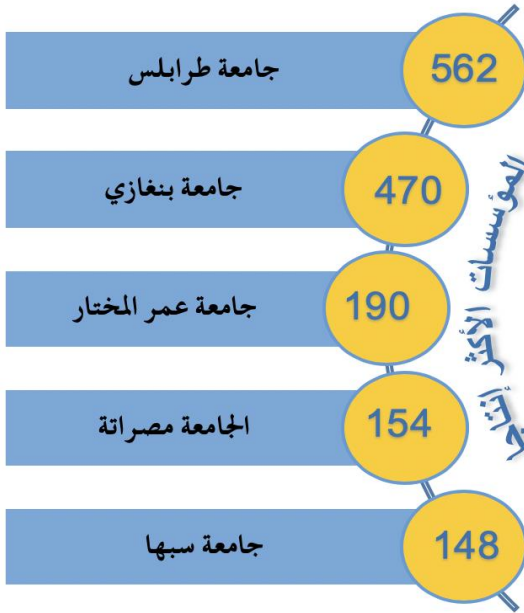 562
جامعة طرابلس
470
جامعة بنغازي
190
جامعة عمر المختار
154
الجامعة مصراتة
148
جامعة سبها
المؤسسات الأكثر إنتاجا